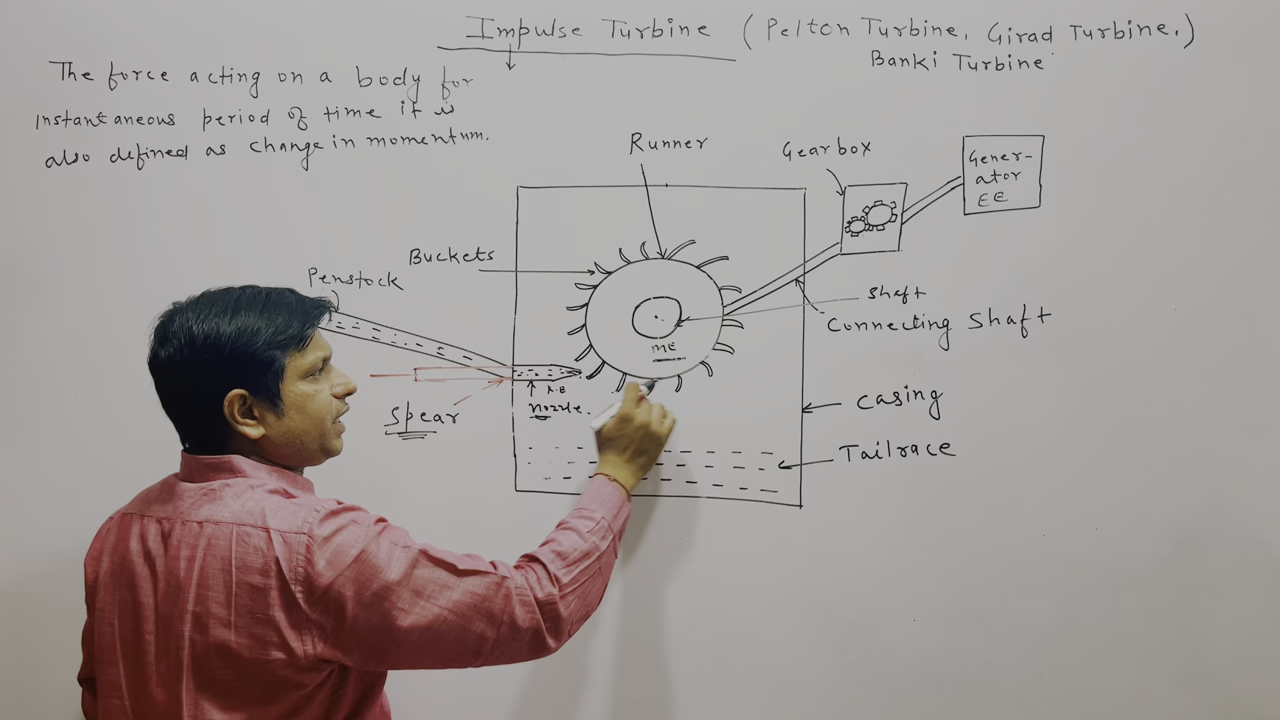 Impulse Turbine (Pelton Turbine, Girad Turbine.)
Banki Turbine
The force acting on a body for
instantaneous period of time it is
also defined as change in momentum.
Runner
Gearbox
Gener-
ator
EE
Buckets
Penstock
Shaft
Connecting Shaft
ME
K.E
Nozzle.
Spear
Casing
Tailrace